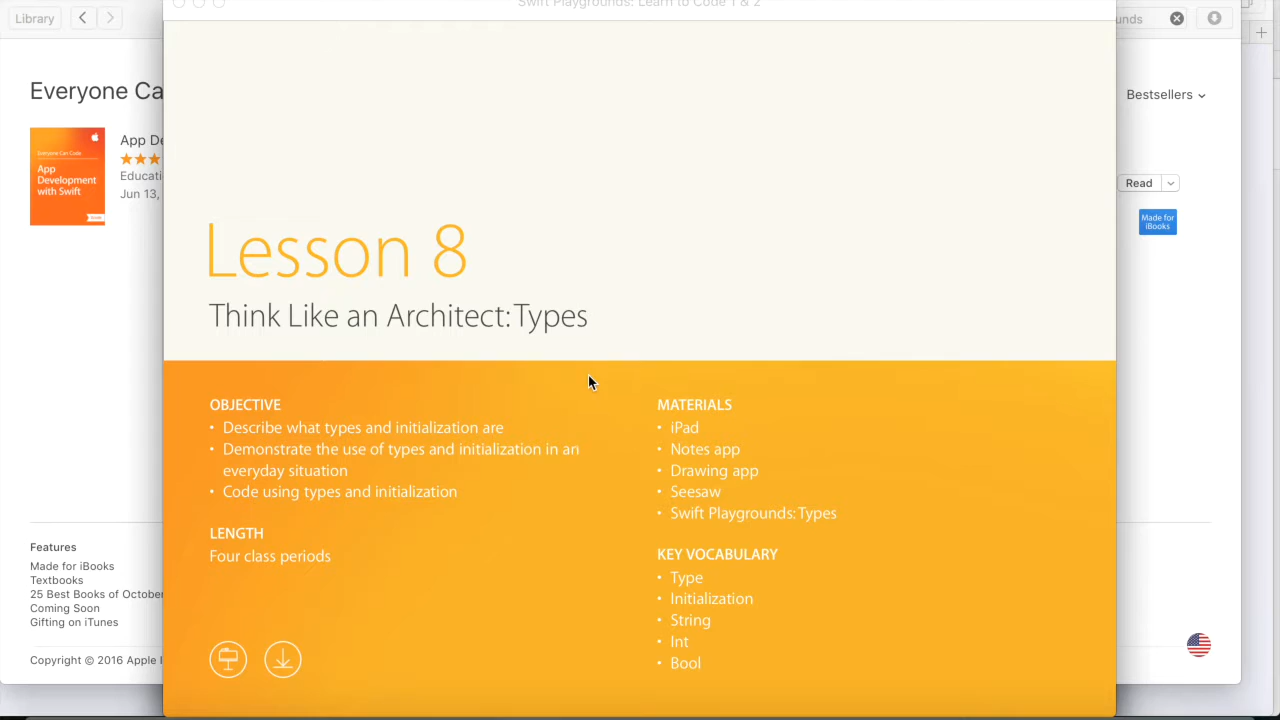 Swift Playgrounds: Learn to Code 1 & 2
Library
unds
Everyone Ca
Bestsellers
Everyone Can Code
App
Development
with Swift
App De
Educati
Jun 13,
Read
Made for
iBooks
Lesson 8
Think Like an Architect: Types
OBJECTIVE
• Describe what types and initialization are
• Demonstrate the use of types and initialization in an
everyday situation
• Code using types and initialization
LENGTH
Four class periods
MATERIALS
• iPad
• Notes app
• Drawing app
• Seesaw
• Swift Playgrounds: Types
KEY VOCABULARY
• Type
• Initialization
• String
• Int
• Bool
Features
Made for iBooks
Textbooks
25 Best Books of October
Coming Soon
Gifting on iTunes
Copyright © 2016 Apple I